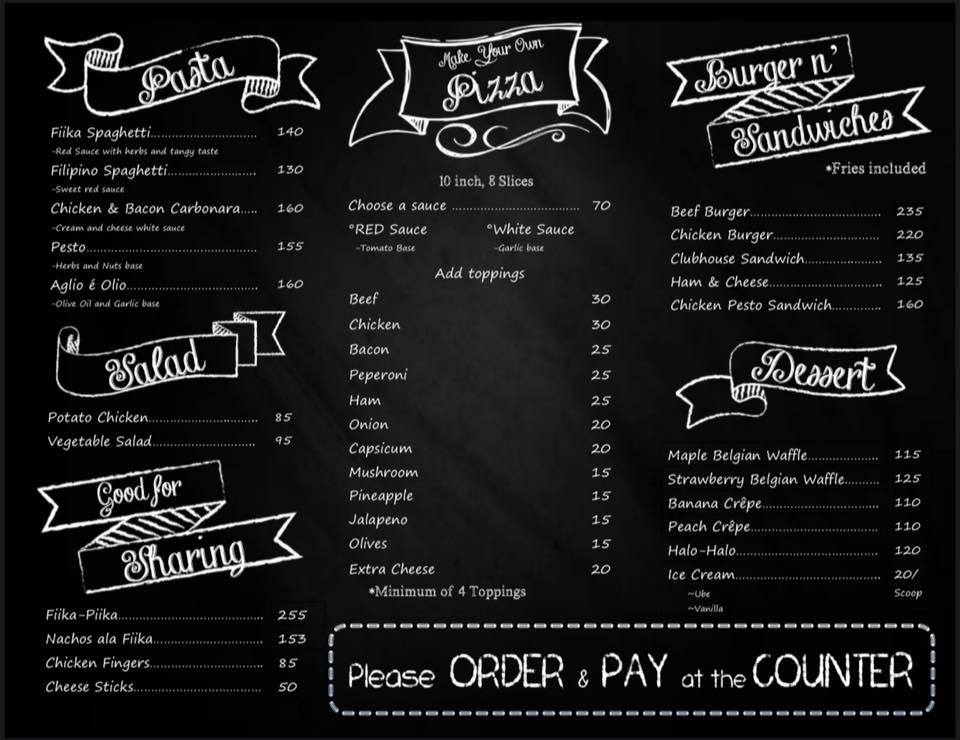 Pasta
Fiika Spaghetti............................ 140
-Red Sauce with herbs and tangy taste
Filipino Spaghetti....................... 130
-Sweet red sauce
Chicken & Bacon Carbonara..... 160
-Cream and cheese white sauce
Pesto............................................. 155
-Herbs and Nuts base
Aglio é Olio................................... 160
-Olive Oil and Garlic base
Salad
Potato Chicken............................. 85
Vegetable Salad........................... 95
Good for
Sharing
Fiika-Piika...................................... 255
Nachos ala Fiika............................. 153
Chicken Fingers.............................. 85
Cheese Sticks.................................. 50
Make Your Own
Pizza
10 inch, 8 Slices
Choose a sauce ................................. 70
°RED Sauce °White Sauce
~Tomato Base ~Garlic base
Add toppings
Beef 30
Chicken 30
Bacon 25
Peperoni 25
Ham 25
Onion 20
Capsicum 20
Mushroom 15
Pineapple 15
Jalapeno 15
Olives 15
Extra Cheese 20
*Minimum of 4 Toppings
Burger n'
Sandwiches
*Fries included
Beef Burger................................... 235
Chicken Burger............................ 220
Clubhouse Sandwich.................... 135
Ham & Cheese.............................. 125
Chicken Pesto Sandwich............. 160
Dessert
Maple Belgian Waffle................... 115
Strawberry Belgian Waffle......... 125
Banana Crêpe............................... 110
Peach Crêpe.................................. 110
Halo-Halo...................................... 120
Ice Cream...................................... 20/
~Ube Scoop
~Vanilla
Please ORDER & PAY at the COUNTER